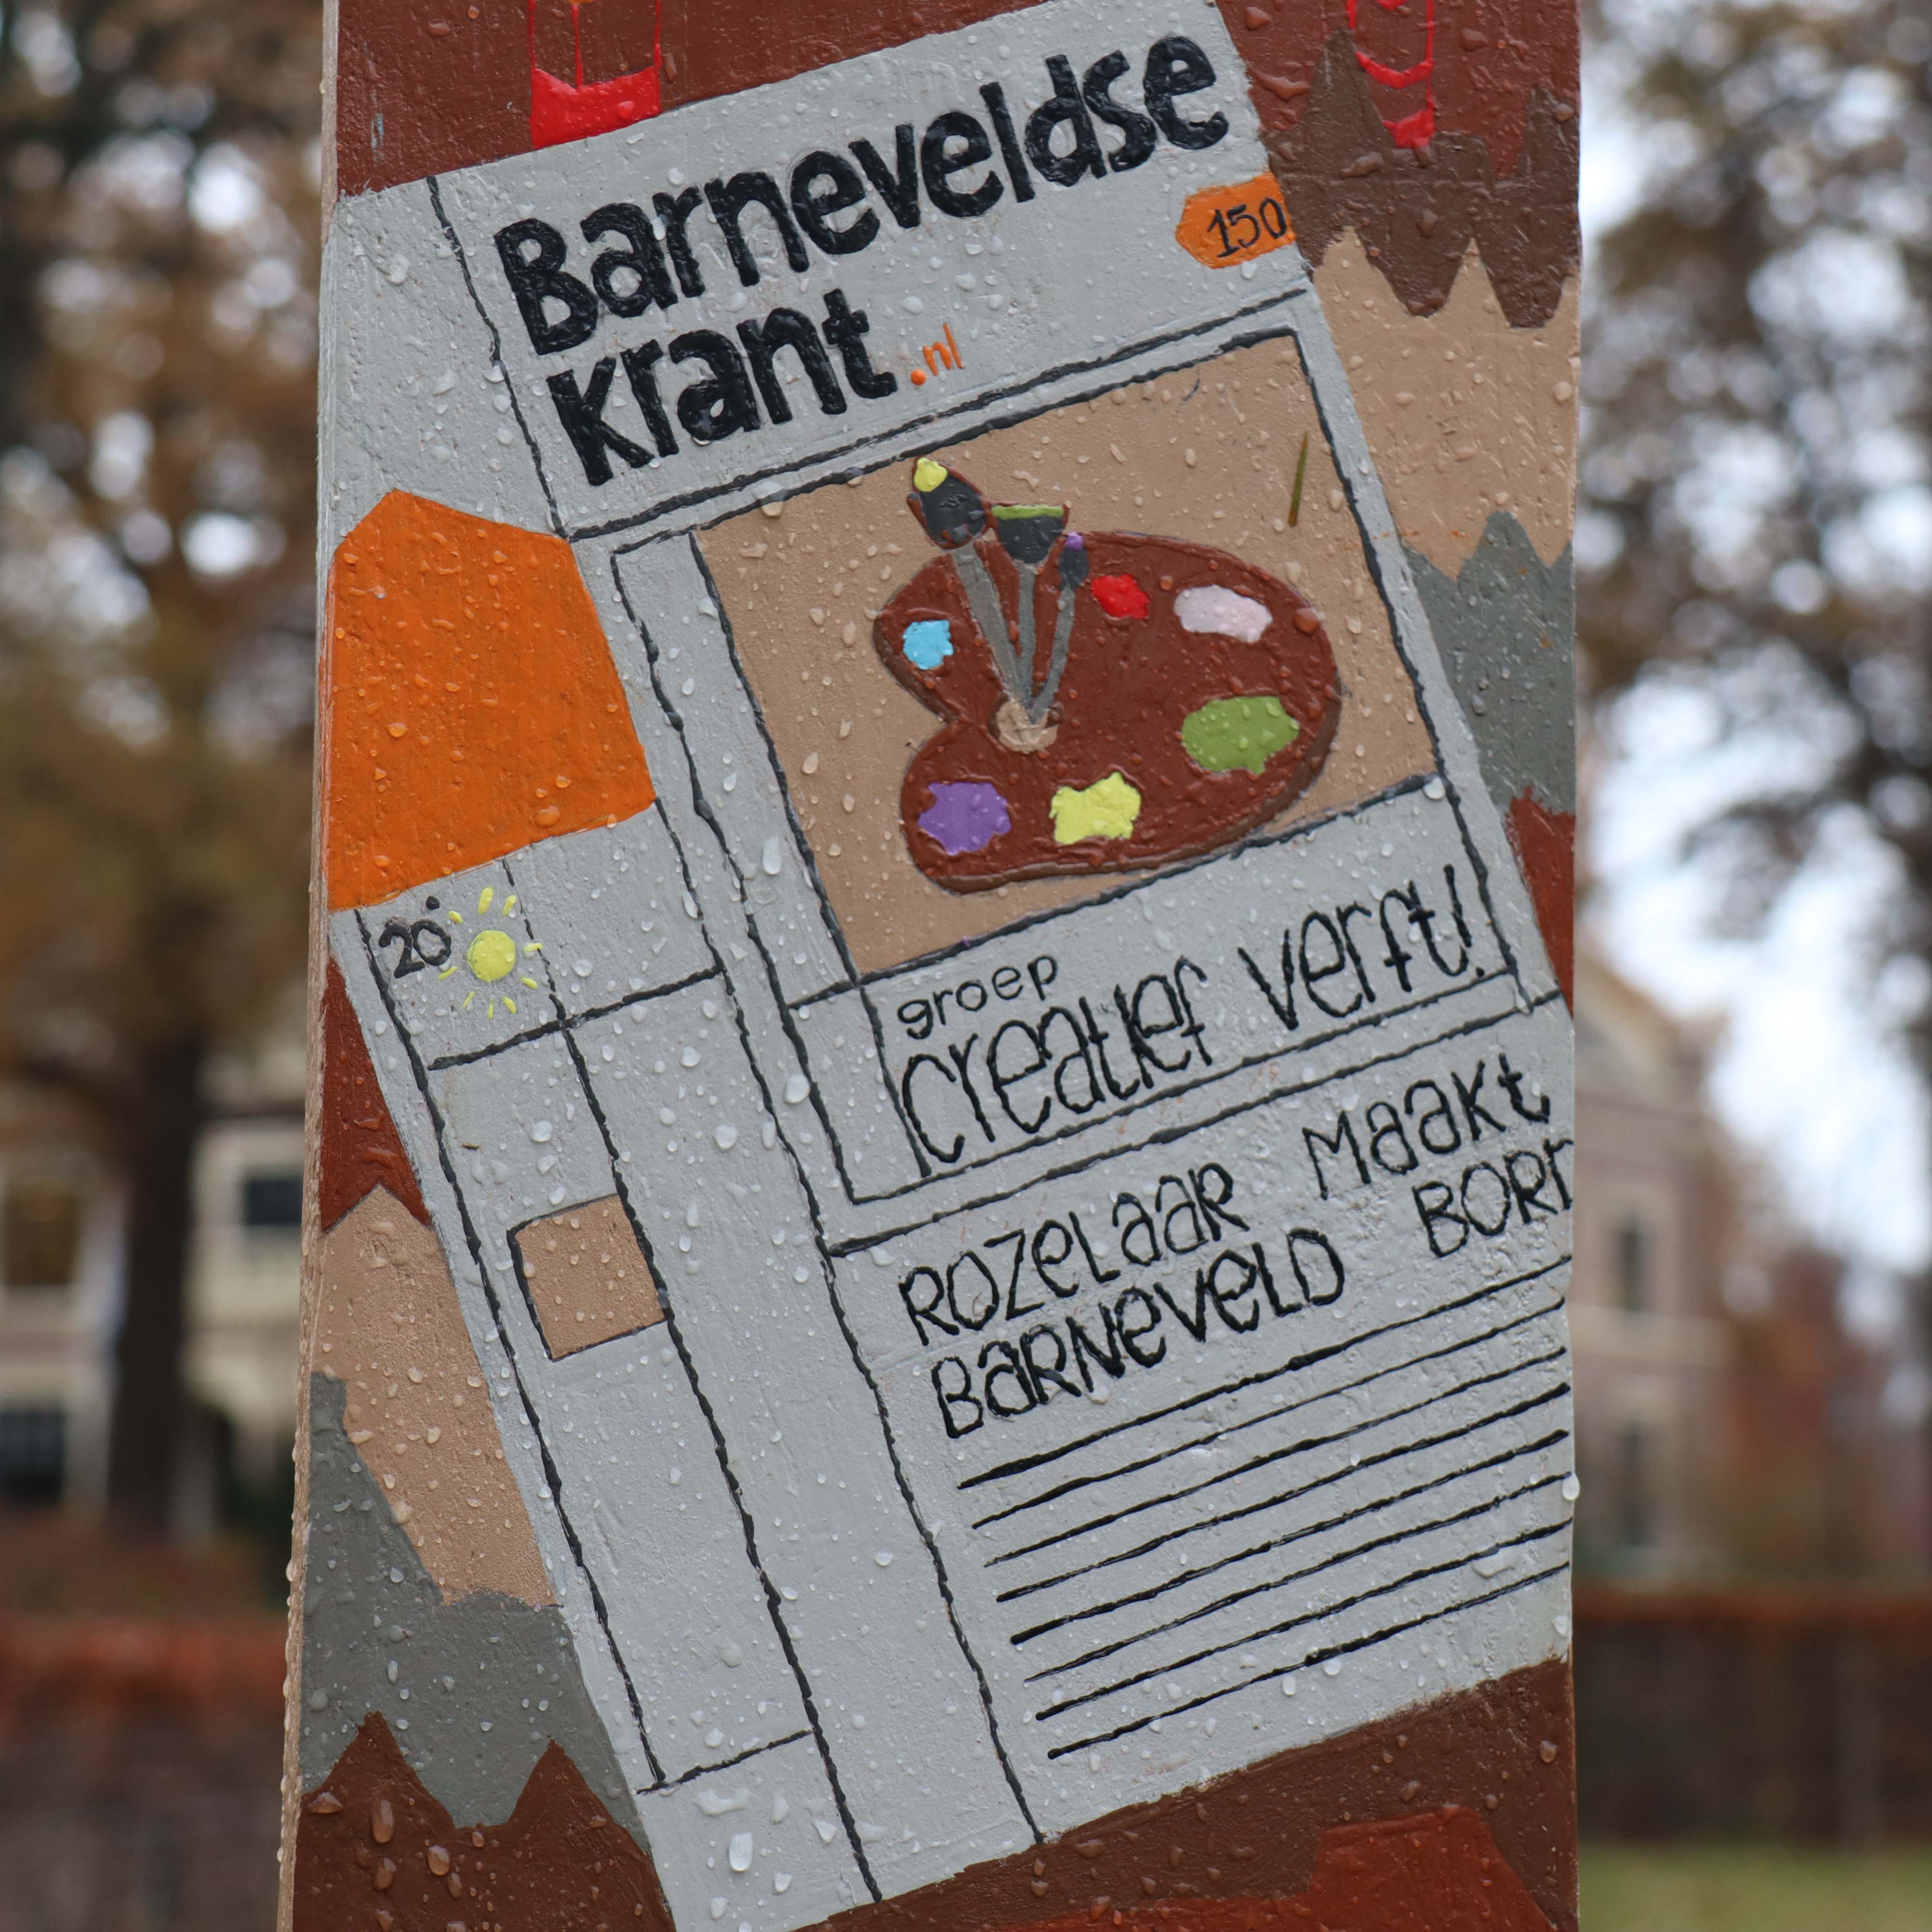 Barneveldse
krant.nl
150
20°
groep
creatief verft!
ROZELAAR MAAKT
BARNEVELD